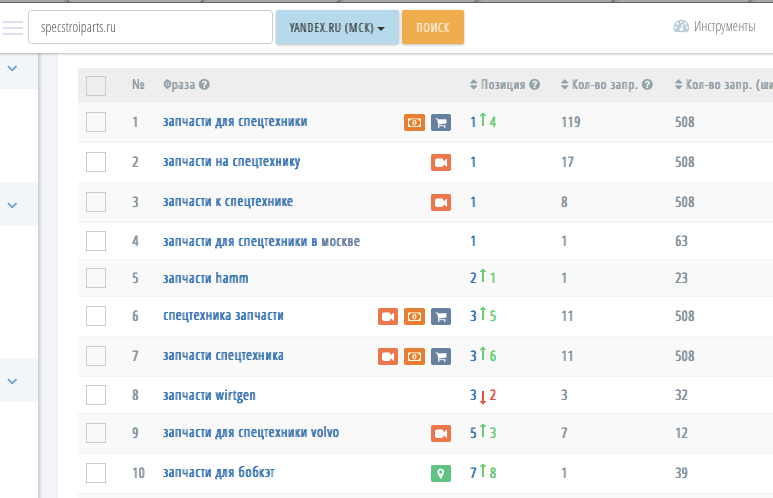 specstroiparts.ru YANDEX.RU (МСК) ПОИСК Инструменты
№ Фраза Позиция Кол-во запр. Кол-во запр. (ши
1 запчасти для спецтехники 1 4 119 508
2 запчасти на спецтехнику 1 17 508
3 запчасти к спецтехнике 1 8 508
4 запчасти для спецтехники в москве 1 1 63
5 запчасти hamm 2 1 1 23
6 спецтехника запчасти 3 5 11 508
7 запчасти спецтехника 3 6 11 508
8 запчасти wirtgen 3 2 3 32
9 запчасти для спецтехники volvo 5 3 7 12
10 запчасти для бобкэт 7 8 1 39